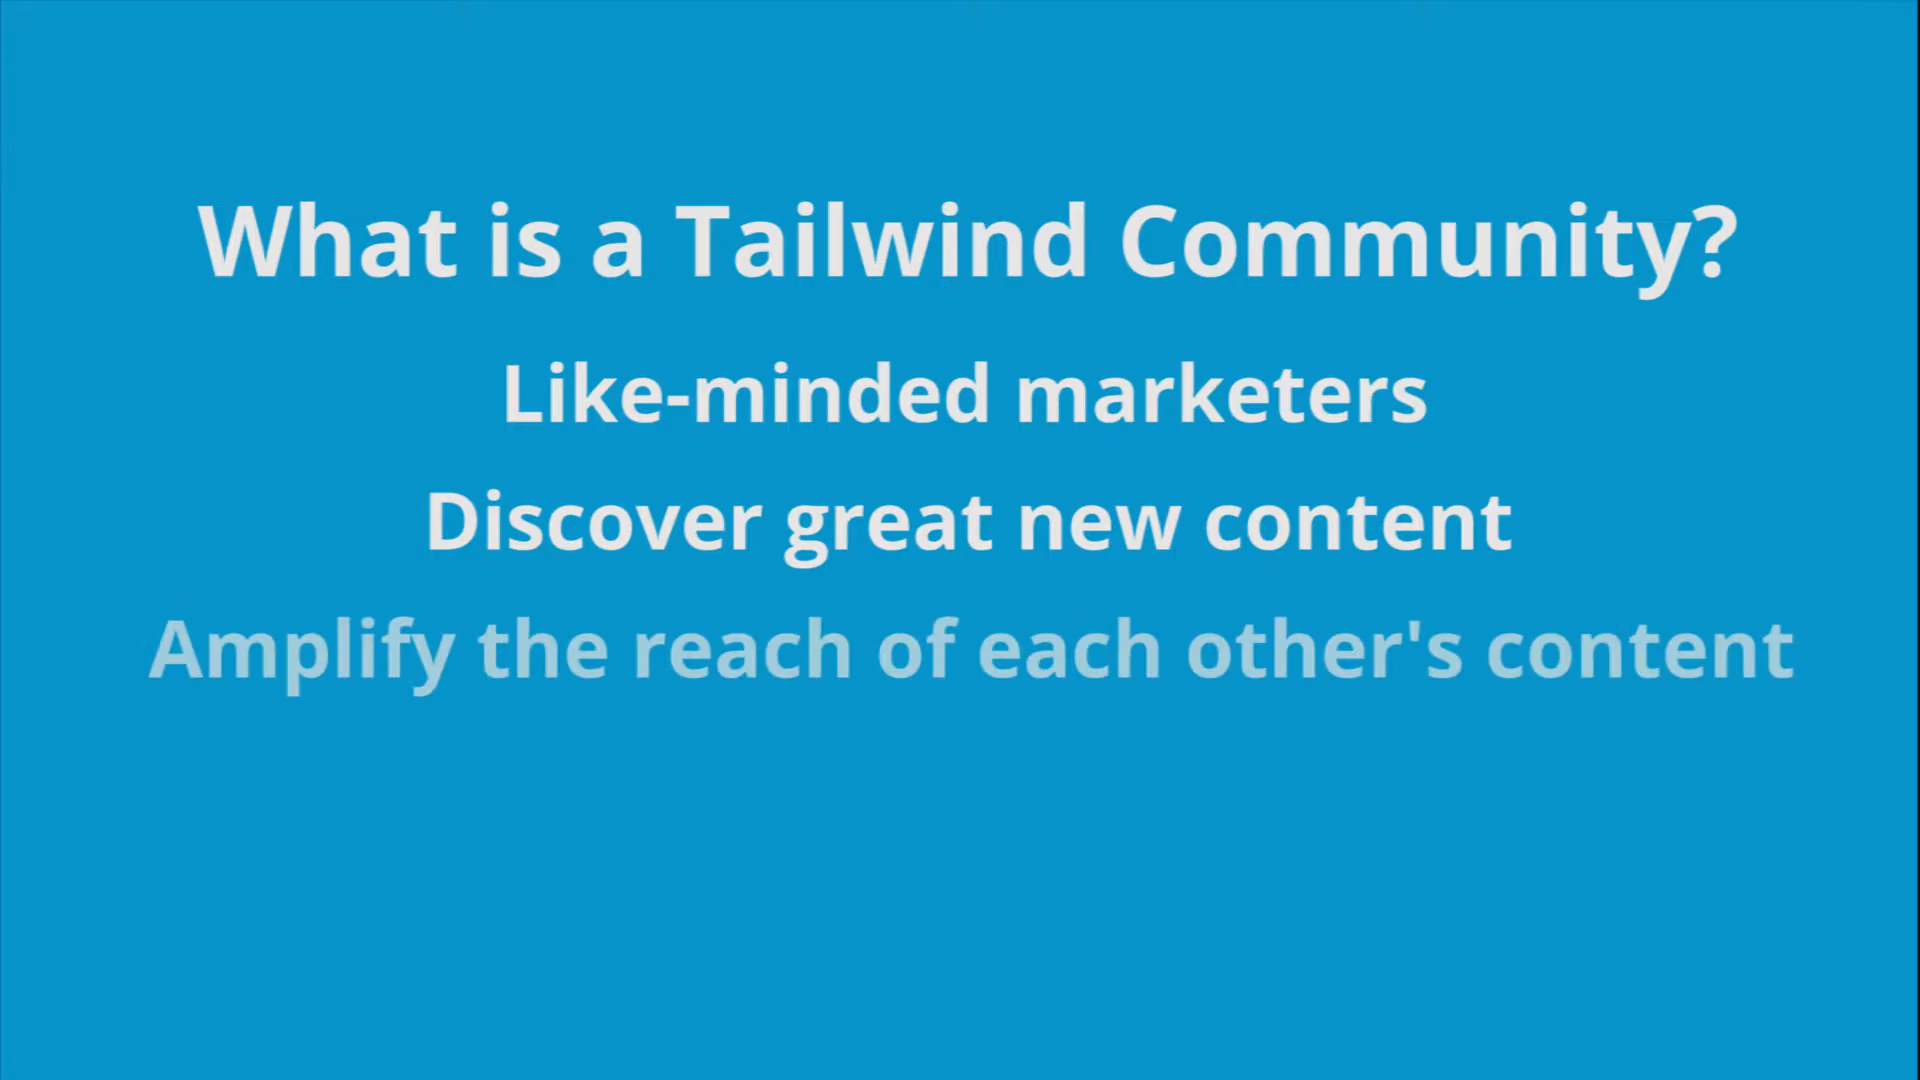 What is a Tailwind Community?
Like-minded marketers
Discover great new content
Amplify the reach of each other's content